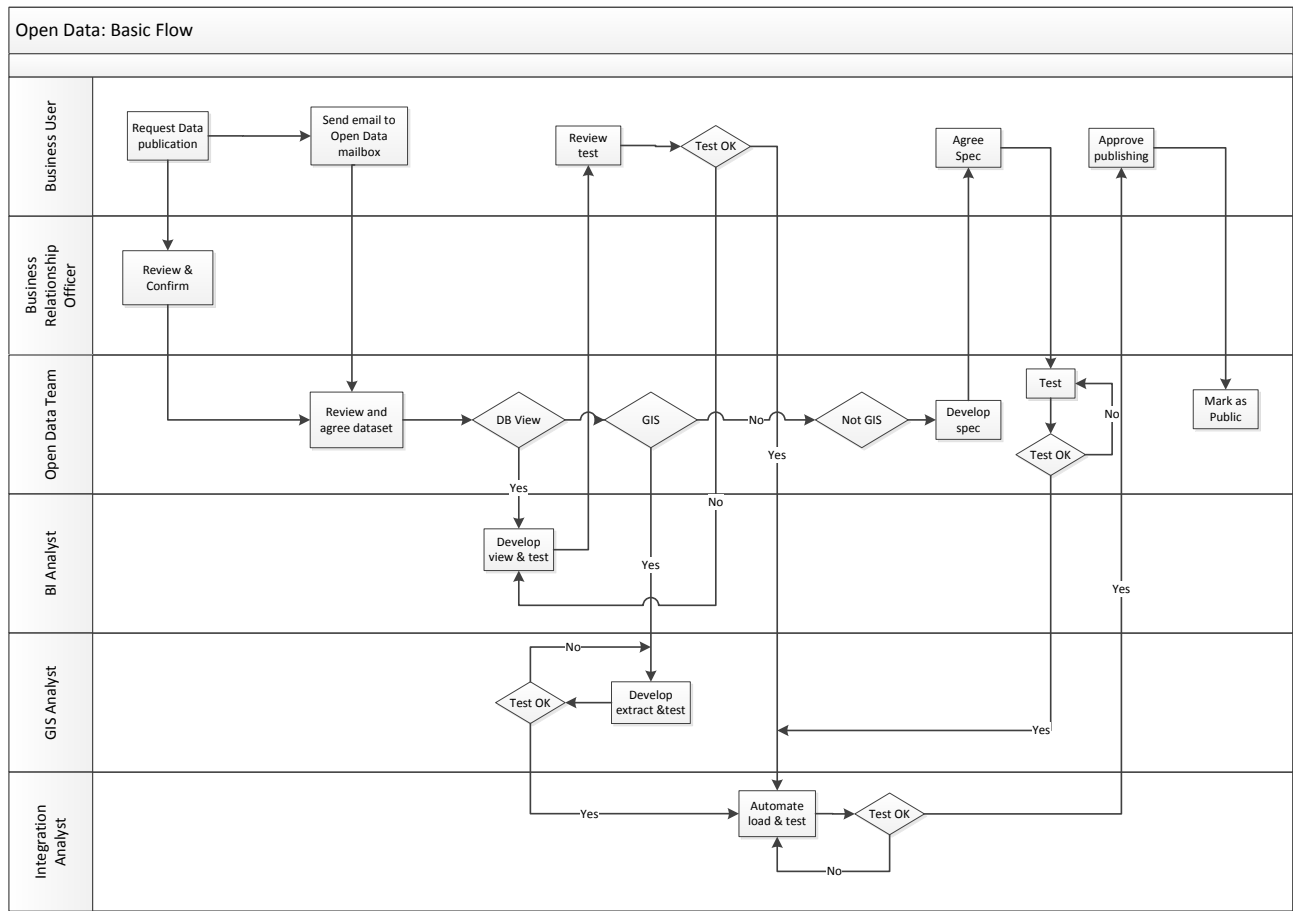 Open Data: Basic Flow
Business User
Request Data
publication
Send email to
Open Data
mailbox
Review
test
Test OK
Agree
Spec
Approve
publishing
Business
Relationship
Officer
Review &
Confirm
Open Data Team
Review and
agree dataset
DB View
GIS
No
Not GIS
Develop
spec
Test
No
Test OK
Mark as
Public
Yes
Yes
No
BI Analyst
Develop
view & test
Yes
Yes
GIS Analyst
No
Test OK
Develop
extract &test
Yes
Integration
Analyst
Yes
Automate
load & test
Test OK
No